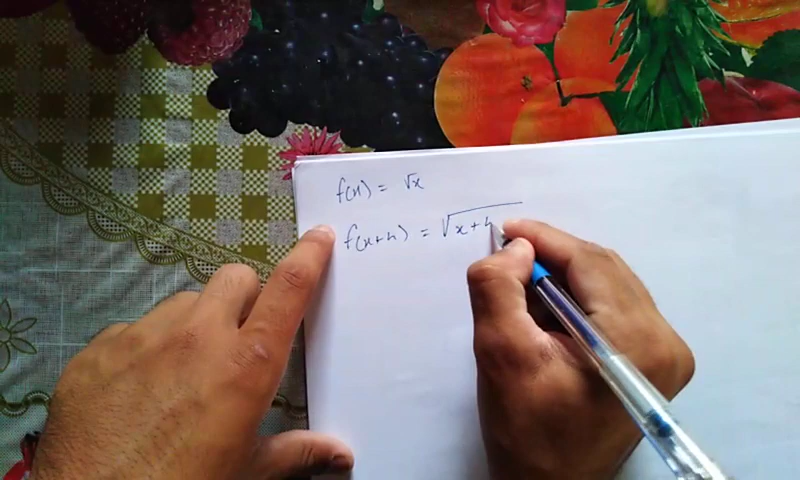 f(x) = √x
f(x+h) = √x+h